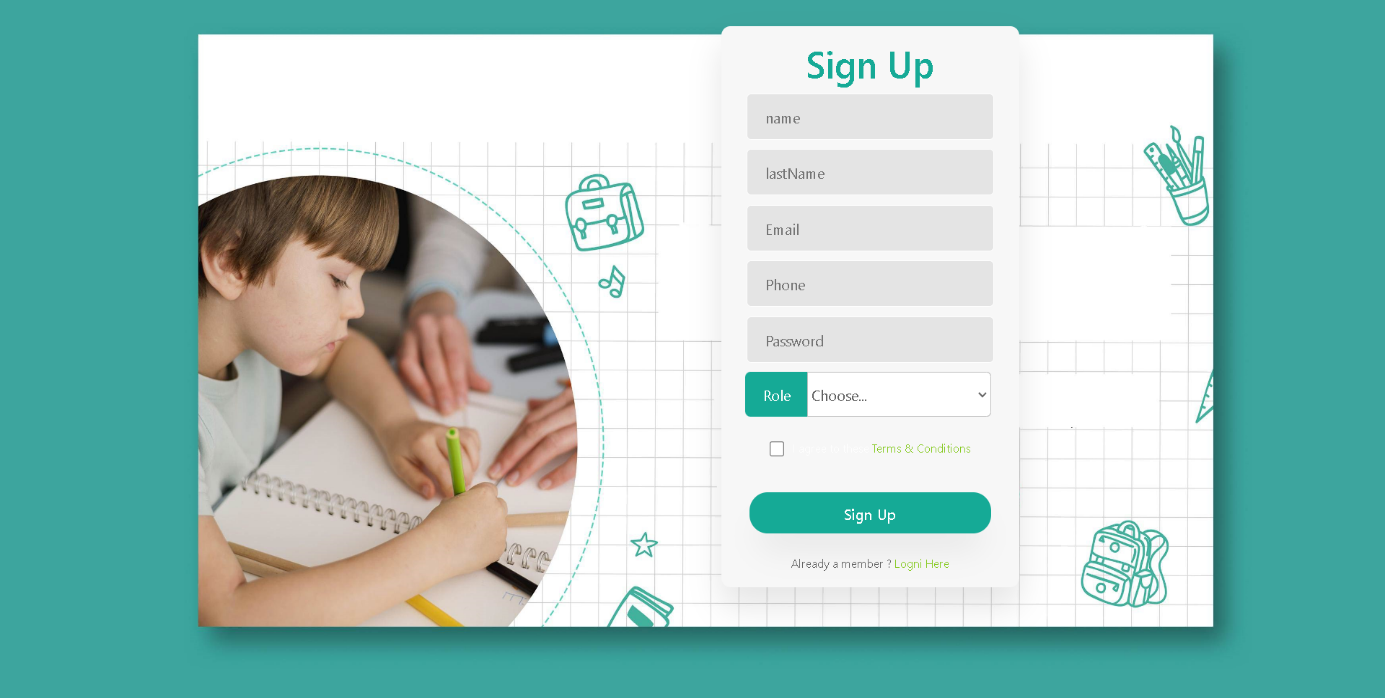 Sign Up
name
lastName
Email
Phone
Password
Role Choose...
Terms & Conditions
Sign Up
Already a member ? Logni Here